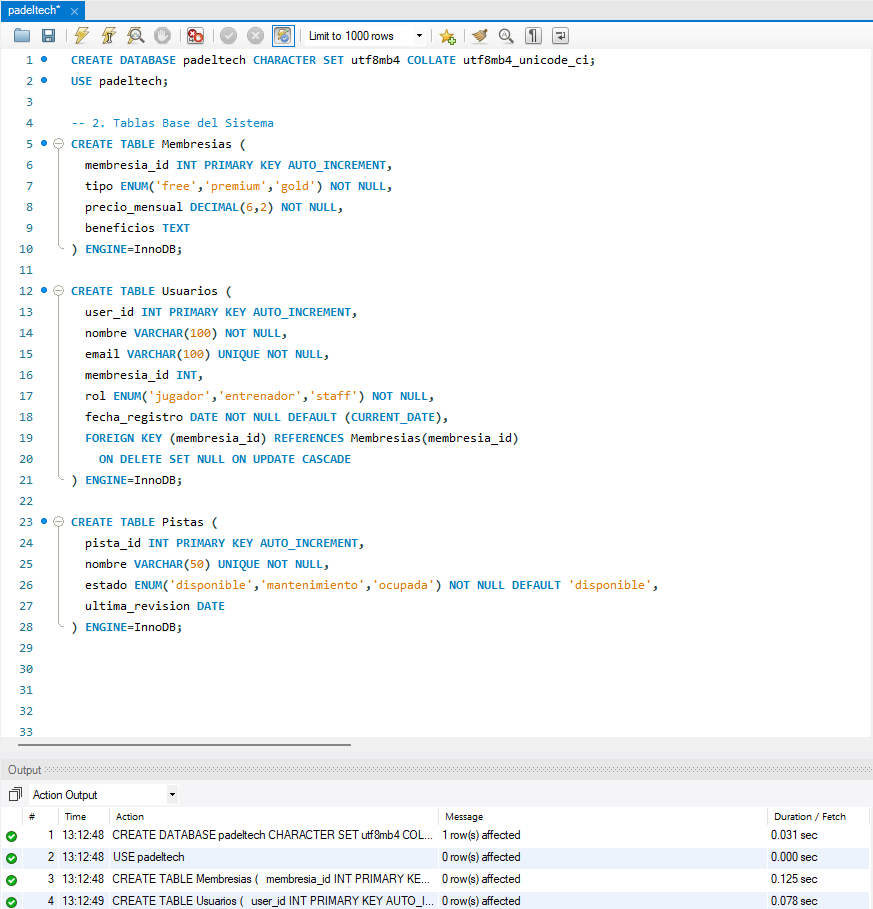 padeltech*
Limit to 1000 rows
1 CREATE DATABASE padeltech CHARACTER SET utf8mb4 COLLATE utf8mb4_unicode_ci;
2 USE padeltech;
3
4 -- 2. Tablas Base del Sistema
5 CREATE TABLE Membresias (
6 membresia_id INT PRIMARY KEY AUTO_INCREMENT,
7 tipo ENUM('free','premium','gold') NOT NULL,
8 precio_mensual DECIMAL(6,2) NOT NULL,
9 beneficios TEXT
10 ) ENGINE=InnoDB;
11
12 CREATE TABLE Usuarios (
13 user_id INT PRIMARY KEY AUTO_INCREMENT,
14 nombre VARCHAR(100) NOT NULL,
15 email VARCHAR(100) UNIQUE NOT NULL,
16 membresia_id INT,
17 rol ENUM('jugador','entrenador','staff') NOT NULL,
18 fecha_registro DATE NOT NULL DEFAULT (CURRENT_DATE),
19 FOREIGN KEY (membresia_id) REFERENCES Membresias(membresia_id)
20 ON DELETE SET NULL ON UPDATE CASCADE
21 ) ENGINE=InnoDB;
22
23 CREATE TABLE Pistas (
24 pista_id INT PRIMARY KEY AUTO_INCREMENT,
25 nombre VARCHAR(50) UNIQUE NOT NULL,
26 estado ENUM('disponible','mantenimiento','ocupada') NOT NULL DEFAULT 'disponible',
27 ultima_revision DATE
28 ) ENGINE=InnoDB;
29
30
31
32
33
Output
Action Output
# Time Action Message Duration / Fetch
1 13:12:48 CREATE DATABASE padeltech CHARACTER SET utf8mb4 COL... 1 row(s) affected 0.031 sec
2 13:12:48 USE padeltech 0 row(s) affected 0.000 sec
3 13:12:48 CREATE TABLE Membresias ( membresia_id INT PRIMARY KE... 0 row(s) affected 0.125 sec
4 13:12:49 CREATE TABLE Usuarios ( user_id INT PRIMARY KEY AUTO_I... 0 row(s) affected 0.078 sec